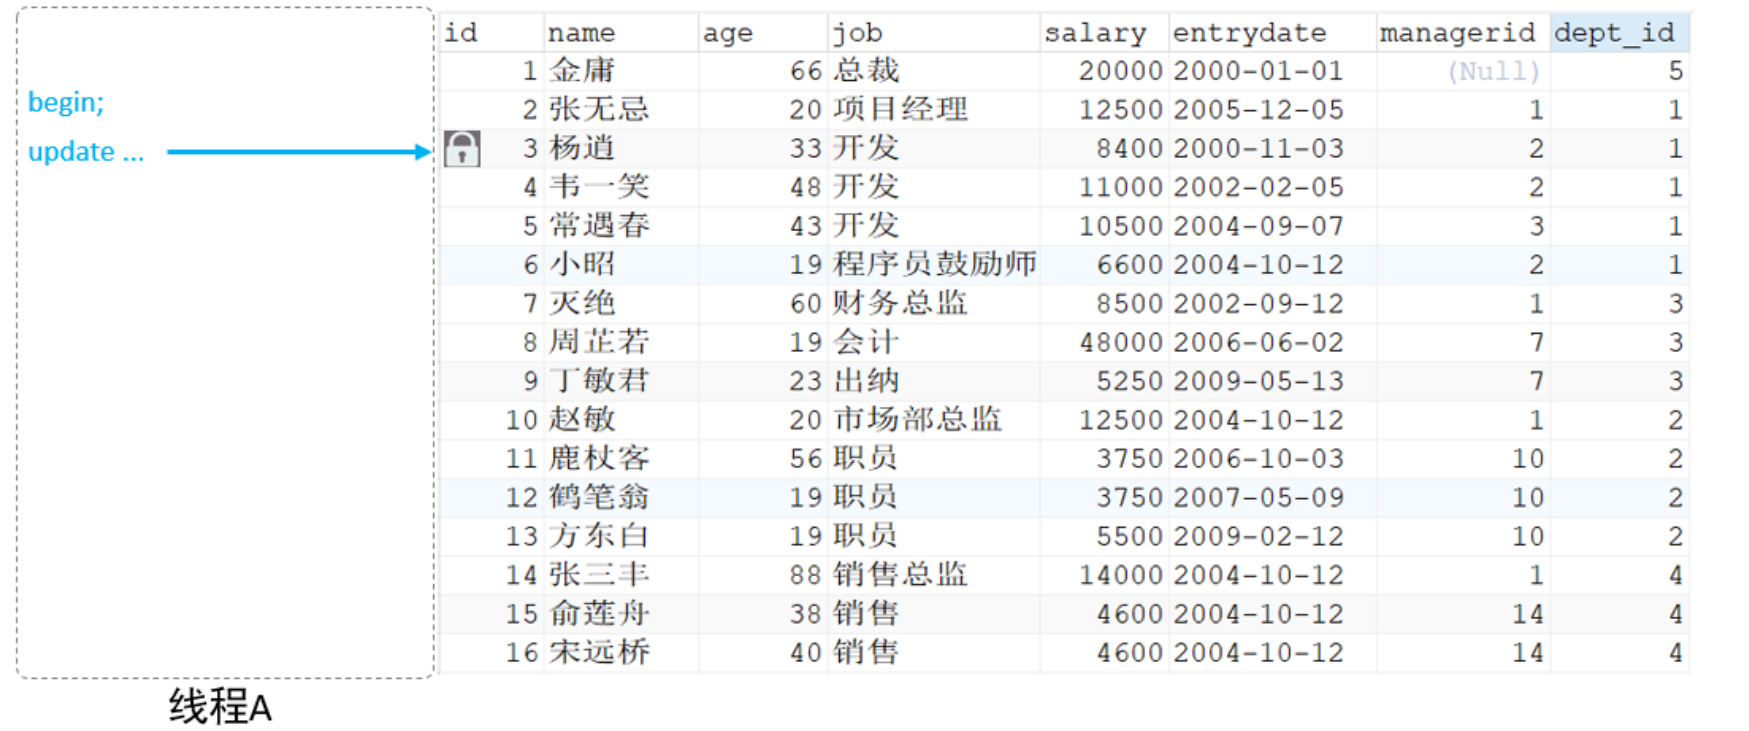 id name age job salary entrydate managerid dept_id
1 金庸 66 总裁 20000 2000-01-01 (Null) 5
begin;
2 张无忌 20 项目经理 12500 2005-12-05 1 1
update ...
3 杨逍 33 开发 8400 2000-11-03 2 1
4 韦一笑 48 开发 11000 2002-02-05 2 1
5 常遇春 43 开发 10500 2004-09-07 3 1
6 小昭 19 程序员鼓励师 6600 2004-10-12 2 1
7 灭绝 60 财务总监 8500 2002-09-12 1 3
8 周芷若 19 会计 48000 2006-06-02 7 3
9 丁敏君 23 出纳 5250 2009-05-13 7 3
10 赵敏 20 市场部总监 12500 2004-10-12 1 2
11 鹿杖客 56 职员 3750 2006-10-03 10 2
12 鹤笔翁 19 职员 3750 2007-05-09 10 2
13 方东白 19 职员 5500 2009-02-12 10 2
14 张三丰 88 销售总监 14000 2004-10-12 1 4
15 俞莲舟 38 销售 4600 2004-10-12 14 4
16 宋远桥 40 销售 4600 2004-10-12 14 4
线程A